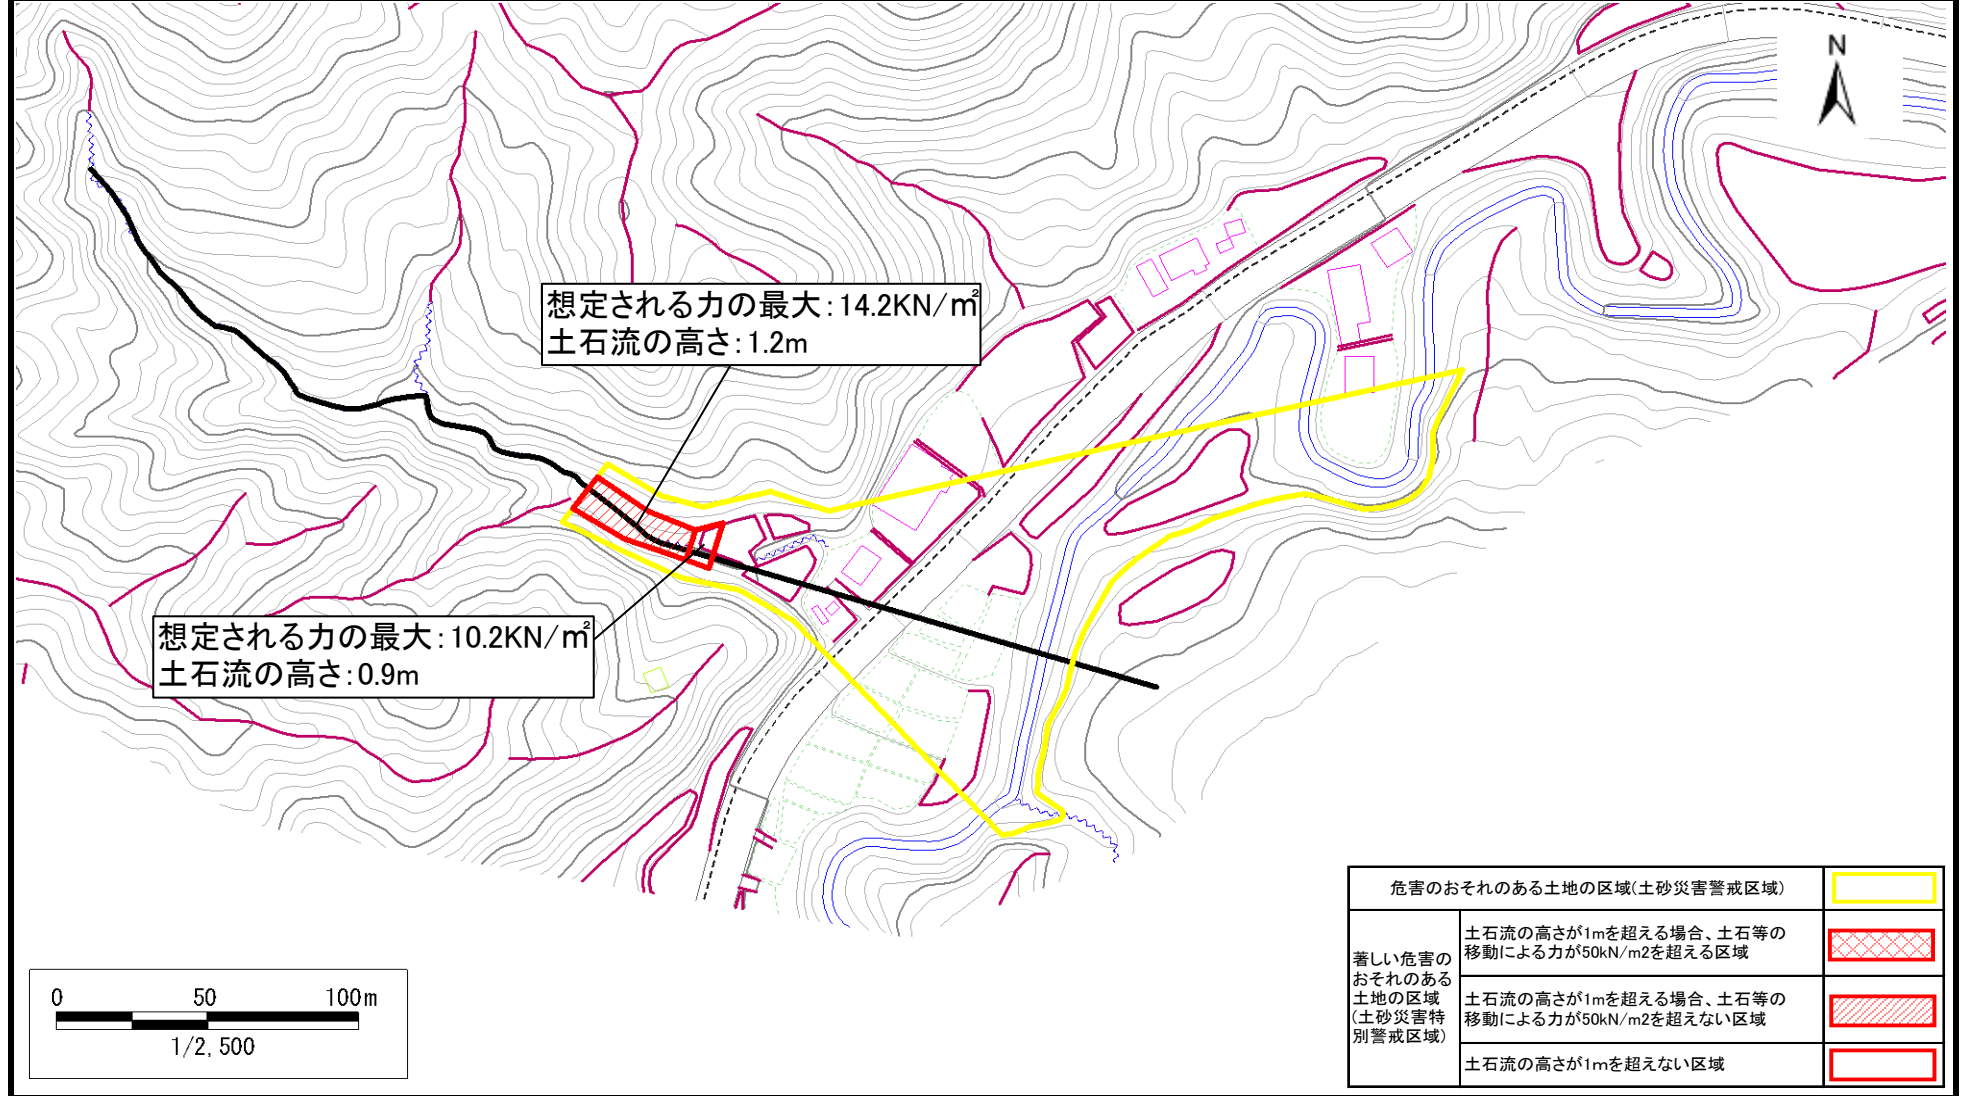 N
想定される力の最大:14.2KN/㎡
土石流の高さ:1.2m
想定される力の最大:10.2KN/㎡
土石流の高さ:0.9m
0 50 100m
1/2,500
危害のおそれのある土地の区域(土砂災害警戒区域)
著しい危害の
おそれのある
土地の区域
(土砂災害特
別警戒区域)
土石流の高さが1mを超える場合、土石等の
移動による力が50kN/m2を超える区域
土石流の高さが1mを超える場合、土石等の
移動による力が50kN/m2を超えない区域
土石流の高さが1mを超えない区域